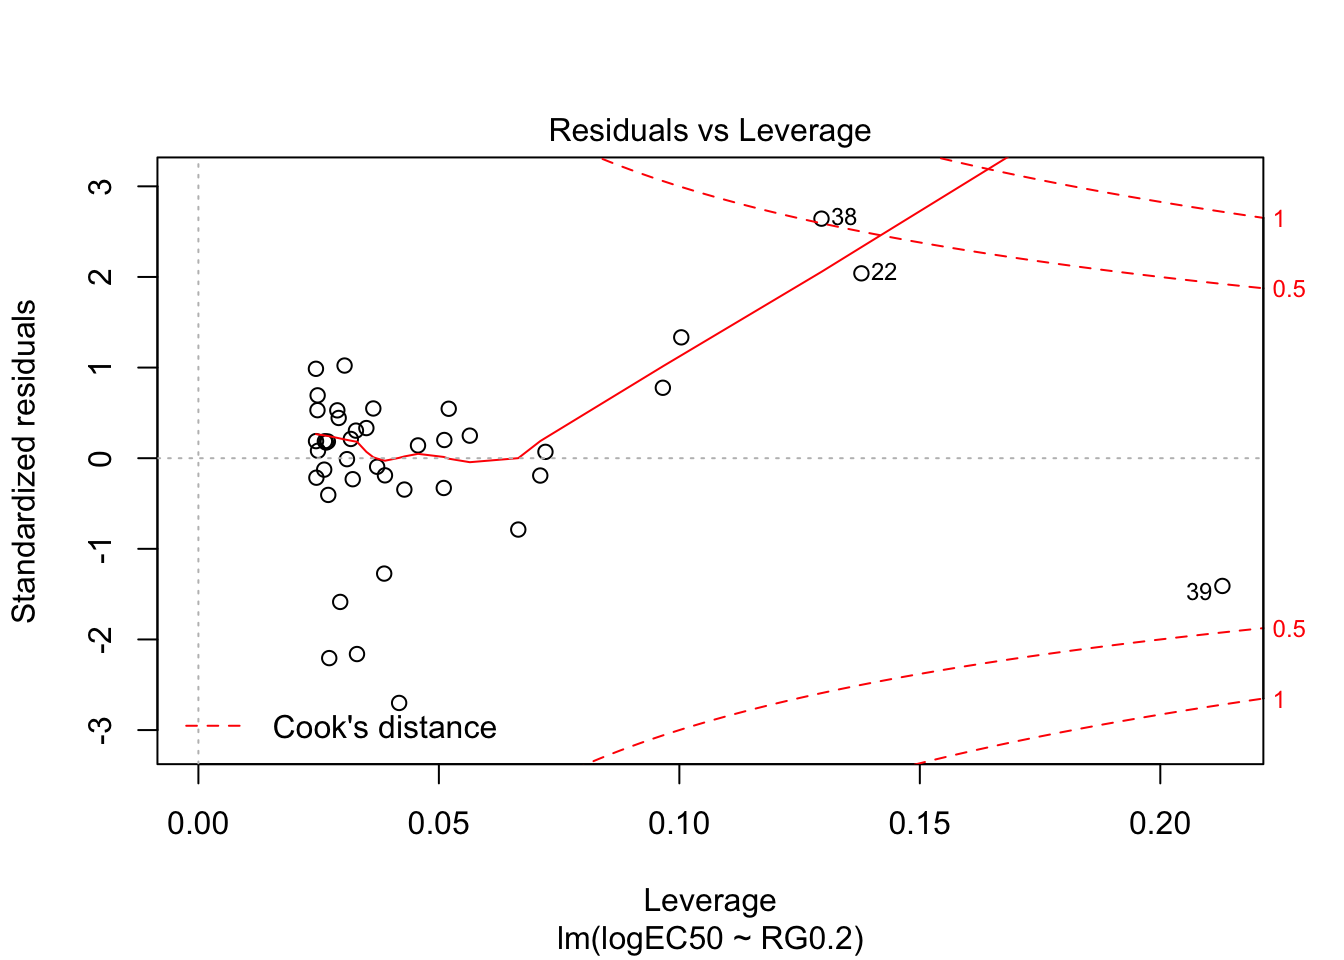 Residuals vs Leverage
Standardized residuals
3
2
1
0
-1
-2
-3
38
22
39
1
0.5
0.5
1
Cook's distance
0.00 0.05 0.10 0.15 0.20
Leverage
lm(logEC50 ~ RG0.2)